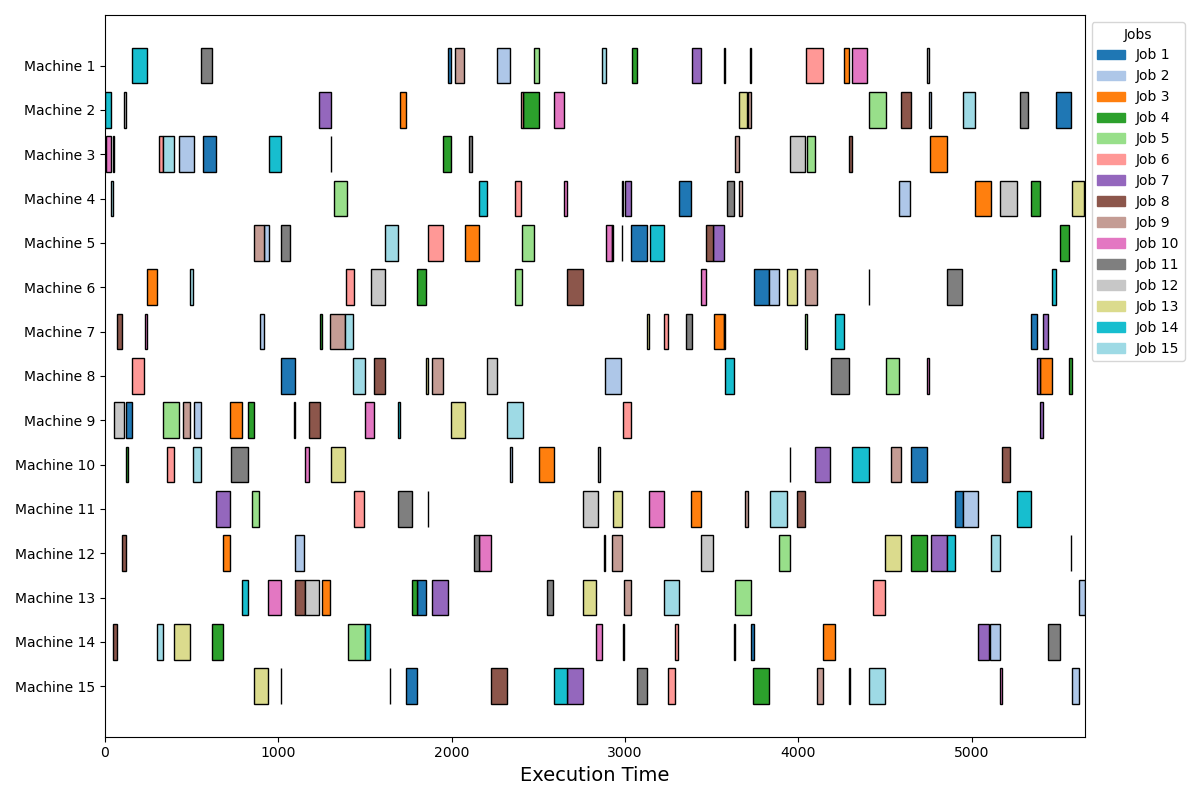 Machine 1
Machine 2
Machine 3
Machine 4
Machine 5
Machine 6
Machine 7
Machine 8
Machine 9
Machine 10
Machine 11
Machine 12
Machine 13
Machine 14
Machine 15
0 1000 2000 3000 4000 5000
Execution Time
Jobs
Job 1
Job 2
Job 3
Job 4
Job 5
Job 6
Job 7
Job 8
Job 9
Job 10
Job 11
Job 12
Job 13
Job 14
Job 15